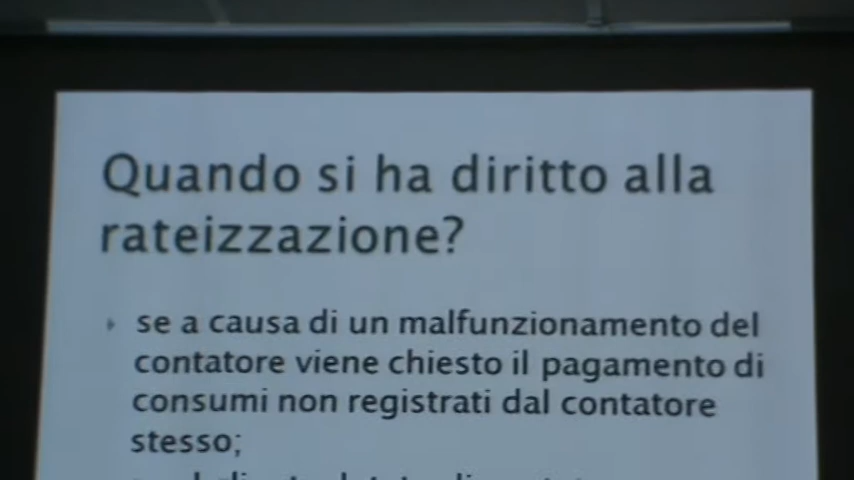 Quando si ha diritto alla
rateizzazione?
se a causa di un malfunzionamento del
contatore viene chiesto il pagamento di
consumi non registrati dal contatore
stesso;